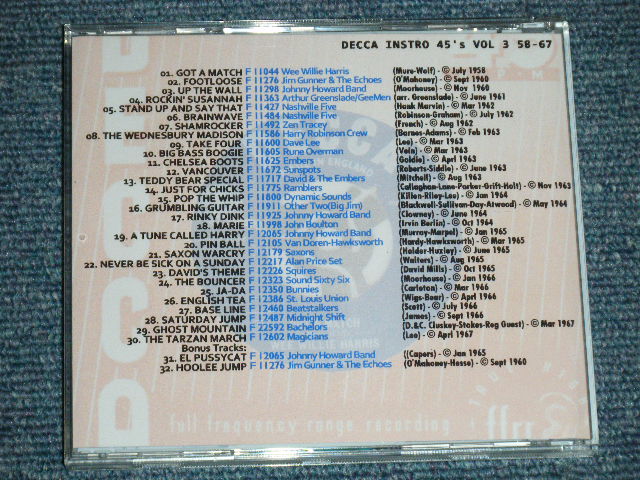 DECCA INSTRO 45's VOL 3 58-67
01. GOT A MATCH F 11044 Wee Willie Harris (Mure-Wolf) - © July 1958
02. FOOTLOOSE F 11276 Jim Gunner & The Echoes (O'Mahoney) - © Sept 1960
03. UP THE WALL F 11298 Johnny Howard Band (Moorhouse) - © Nov 1960
04. ROCKIN' SUSANNAH F 11363 Arthur Greenslade/GeeMen (arr. Greenslade) - © June 1961
05. STAND UP AND SAY THAT F 11427 Nashville Five (Hank Marvin) - © Mar 1962
06. BRAINWAVE F 11484 Nashville Five (Robinson-Graham) - © July 1962
07. SHAMROCKER F 11492 Zen Tracey (French) - © Aug 1962
08. THE WEDNESBURY MADISON F 11586 Harry Robinson Crew (Barnes-Adams) - © Feb 1963
09. TAKE FOUR F 11600 Dave Lee (Lee) - © Mar 1963
10. BIG BASS BOOGIE F 11605 Rune Overman (Vein) - © Mar 1963
11. CHELSEA BOOTS F 11625 Embers (Goldie) - © April 1963
12. VANCOUVER F 11672 Sunspots (Roberts-Siddle) - © June 1963
13. TEDDY BEAR SPECIAL F 11717 David & The Embers (Mitchell) - © Aug 1963
14. JUST FOR CHICKS F 11775 Ramblers (Callaghan-Lane-Parker-Grift-Holt) - © Nov 1963
15. POP THE WHIP F 11800 Dynamic Sounds (Killen-Riley-Lee) - © Jan 1964
16. GRUMBLING GUITAR F 11911 Other Two(Big Jim) (Blackwell-Sullivan-Day-Atwood) - © May 1964
17. RINKY DINK F 11925 Johnny Howard Band (Clowney) - © June 1964
18. MARIE F 11998 John Boulton (Irvin Berlin) - © Oct 1964
19. A TUNE CALLED HARRY F 12065 Johnny Howard Band (Murray-Marpel) - © Jan 1965
20. PIN BALL F 12105 Van Doren-Hawksworth (Hardy-Hawksworth) - © Mar 1965
21. SAXON WARCRY F 12179 Saxons (Holder-Huxley) - © June 1965
22. NEVER BE SICK ON A SUNDAY F 12217 Alan Price Set (Walters) - © Aug 1965
23. DAVID'S THEME F 12226 Squires (David Mills) - © Oct 1965
24. THE BOUNCER F 12323 Sound Sixty Six (Moorhouse) - © Jan 1966
25. JA-DA F 12350 Bunnies (Carleton) - © Mar 1966
26. ENGLISH TEA F 12386 St. Louis Union (Wigs-Bear) - © April 1966
27. BASE LINE F 12460 Beatstalkers (Scott) - © July 1966
28. SATURDAY JUMP F 12487 Midnight Shift (James) - © Sept 1966
29. GHOST MOUNTAIN F 22592 Bachelors (D.&C. Cluskey-Stokes-Reg Guest) - © Mar 1967
30. THE TARZAN MARCH F 12602 Magicians (Lee) - © April 1967
Bonus Tracks:
31. EL PUSSYCAT F 12065 Johnny Howard Band ((Capers) - © Jan 1965
32. HOOLEE JUMP F 11276 Jim Gunner & The Echoes (O'Mahoney-Hesse) - © Sept 1960
WEE WILLIE HARRIS
full frequency range recording
ffrr